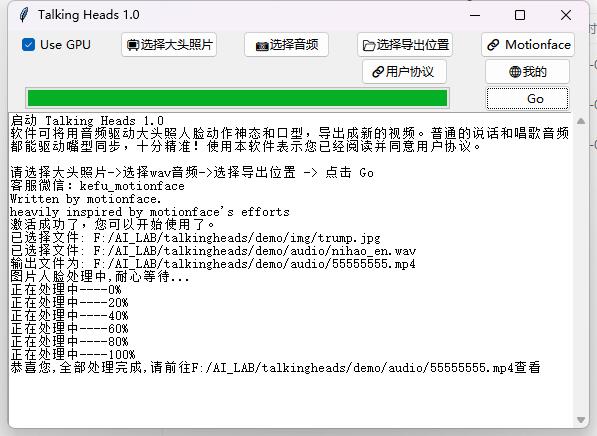 Talking Heads 1.0
Use GPU
选择大头照片
选择音频
选择导出位置
Motionface
用户协议
我的
Go
启动 Talking Heads 1.0
软件可将用音频驱动大头照人脸动作神态和口型，导出成新的视频。普通的说话和唱歌音频
都能驱动嘴型同步，十分精准！使用本软件表示您已经阅读并同意用户协议。
请选择大头照片->选择wav音频->选择导出位置 -> 点击 Go
客服微信：kefu_motionface
Written by motionface.
heavily inspired by motionface's efforts
激活成功了，您可以开始使用了。
已选择文件: F:/AI_LAB/talkingheads/demo/img/trump.jpg
已选择文件: F:/AI_LAB/talkingheads/demo/audio/nihao_en.wav
输出文件为: F:/AI_LAB/talkingheads/demo/audio/55555555.mp4
图片人脸处理中,耐心等待...
正在处理中----0%
正在处理中----20%
正在处理中----40%
正在处理中----60%
正在处理中----80%
正在处理中----100%
恭喜您,全部处理完成,请前往F:/AI_LAB/talkingheads/demo/audio/55555555.mp4查看